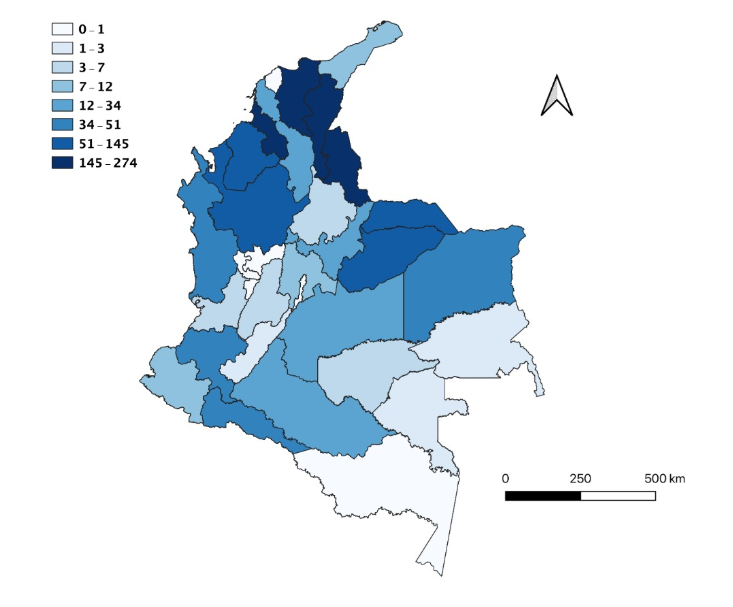 0 – 1
1 – 3
3 – 7
7 – 12
12 – 34
34 – 51
51 – 145
145 – 274
0 250 500 km